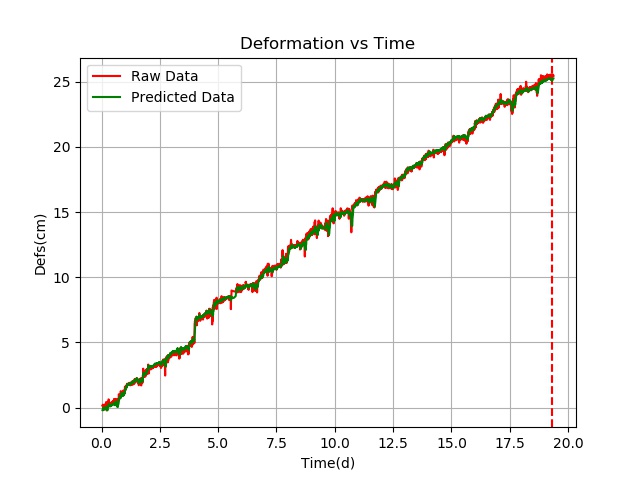 Deformation vs Time
Raw Data
Predicted Data
25
20
15
10
5
0
Defs(cm)
0.0 2.5 5.0 7.5 10.0 12.5 15.0 17.5 20.0
Time(d)